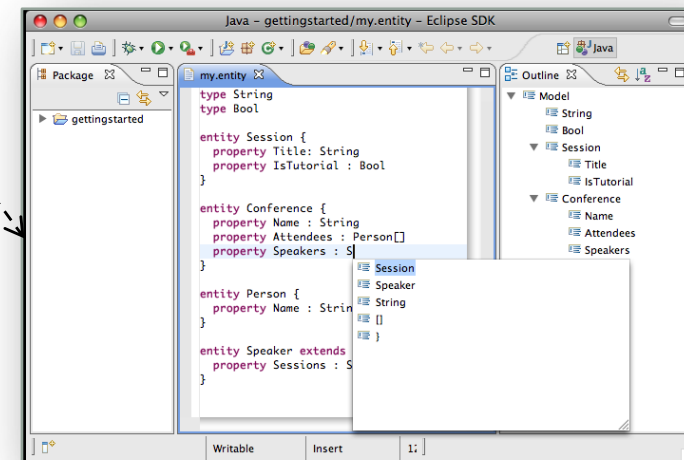 Java – gettingstarted/my.entity – Eclipse SDK
Java
Package
my.entity
Outline
gettingstarted
type String
type Bool
entity Session {
property Title: String
property IsTutorial : Bool
}
entity Conference {
property Name : String
property Attendees : Person[]
property Speakers : S
}
entity Person {
property Name : Strin
}
entity Speaker extends
property Sessions : S
}
Session
Speaker
String
[]
}
Model
String
Bool
Session
Title
IsTutorial
Conference
Name
Attendees
Speakers
Writable
Insert